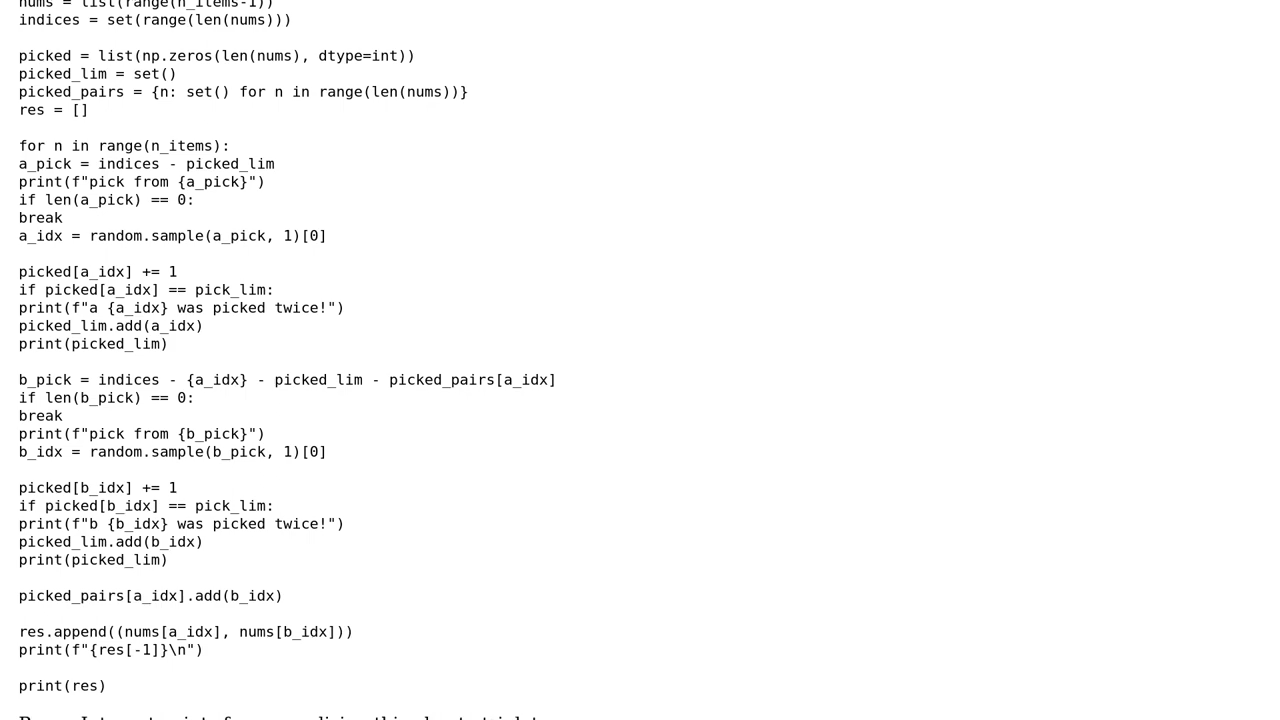 nums = list(range(n_items-1))
indices = set(range(len(nums)))
picked = list(np.zeros(len(nums), dtype=int))
picked_lim = set()
picked_pairs = {n: set() for n in range(len(nums))}
res = []
for n in range(n_items):
a_pick = indices - picked_lim
print(f"pick from {a_pick}")
if len(a_pick) == 0:
break
a_idx = random.sample(a_pick, 1)[0]
picked[a_idx] += 1
if picked[a_idx] == pick_lim:
print(f"a {a_idx} was picked twice!")
picked_lim.add(a_idx)
print(picked_lim)
b_pick = indices - {a_idx} - picked_lim - picked_pairs[a_idx]
if len(b_pick) == 0:
break
print(f"pick from {b_pick}")
b_idx = random.sample(b_pick, 1)[0]
picked[b_idx] += 1
if picked[b_idx] == pick_lim:
print(f"b {b_idx} was picked twice!")
picked_lim.add(b_idx)
print(picked_lim)
picked_pairs[a_idx].add(b_idx)
res.append((nums[a_idx], nums[b_idx]))
print(f"{res[-1]}\n")
print(res)